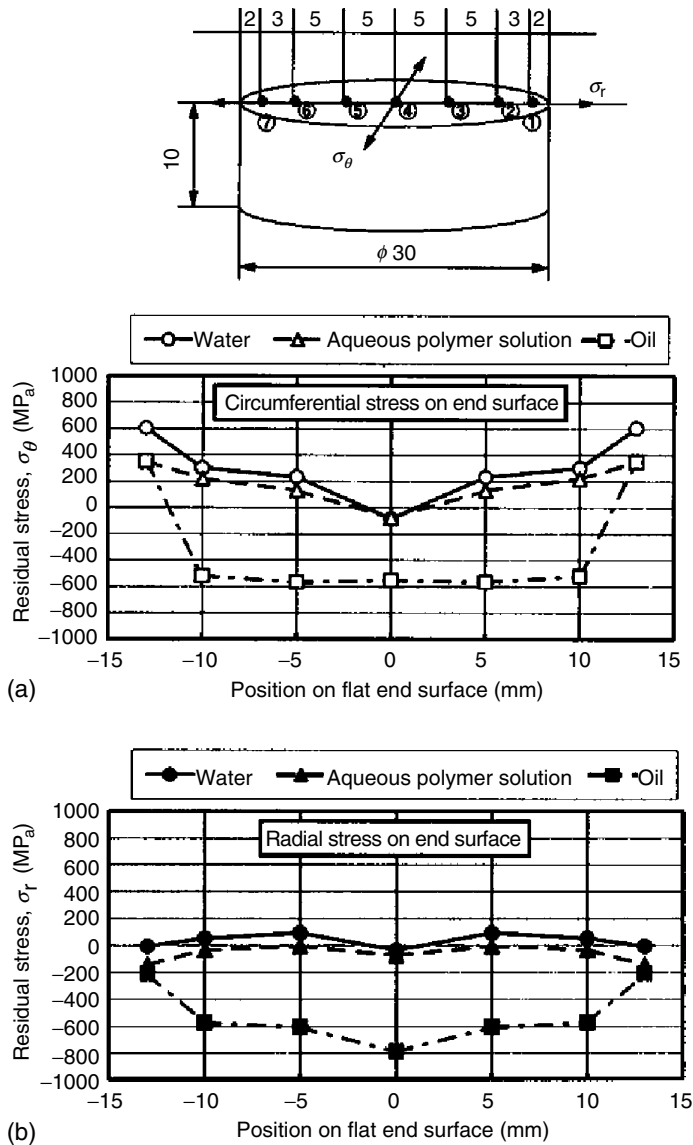 2 3 5 5 5 5 3 2
σr
⑦ ⑥ ⑤ ④ ③ ② ①
σθ
10
ϕ 30
Water Aqueous polymer solution Oil
Circumferential stress on end surface
Residual stress, σθ (MPa)
1000
800
600
400
200
0
−200
−400
−600
−800
−1000
−15 −10 −5 0 5 10 15
(a)
Position on flat end surface (mm)
Water Aqueous polymer solution Oil
Radial stress on end surface
Residual stress, σr (MPa)
1000
800
600
400
200
0
−200
−400
−600
−800
−1000
−15 −10 −5 0 5 10 15
(b)
Position on flat end surface (mm)